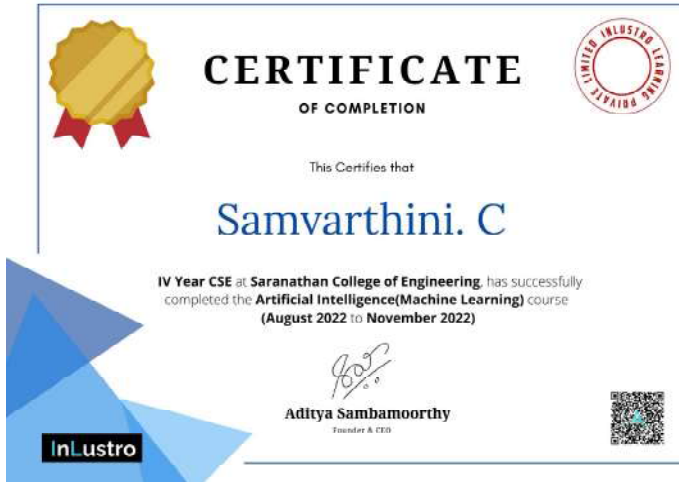 CERTIFICATE
OF COMPLETION
INLUSTRO LEARNING PRIVATE LIMITED
This Certifies that
Samvarthini. C
IV Year CSE at Saranathan College of Engineering, has successfully
completed the Artificial Intelligence(Machine Learning) course
(August 2022 to November 2022)
Aditya Sambamoorthy
Founder & CEO
InLustro